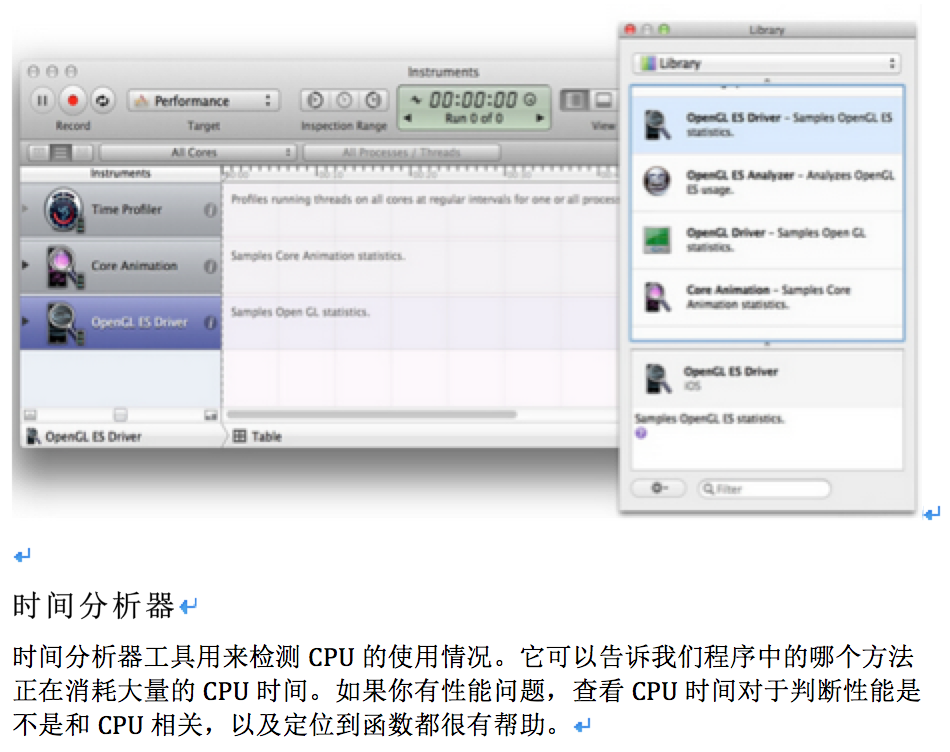 Library
Instruments
Library
Performance
00:00:00
Run 0 of 0
Record
Target
Inspection Range
View
All Cores
All Processes / Threads
Instruments
00:00
00:10
00:20
00:30
Time Profiler
Profiles running threads on all cores at regular intervals for one or all process
Core Animation
Samples Core Animation statistics.
OpenGL ES Driver
Samples Open GL statistics.
OpenGL ES Driver
Table
OpenGL ES Driver – Samples OpenGL ES
statistics.
OpenGL ES Analyzer – Analyzes OpenGL
ES usage.
OpenGL Driver – Samples Open GL
statistics.
Core Animation – Samples Core
Animation statistics.
OpenGL ES Driver
iOS
Samples OpenGL ES statistics.
Filter
时间分析器
时间分析器工具用来检测 CPU 的使用情况。它可以告诉我们程序中的哪个方法
正在消耗大量的 CPU 时间。如果你有性能问题，查看 CPU 时间对于判断性能是
不是和 CPU 相关，以及定位到函数都很有帮助。